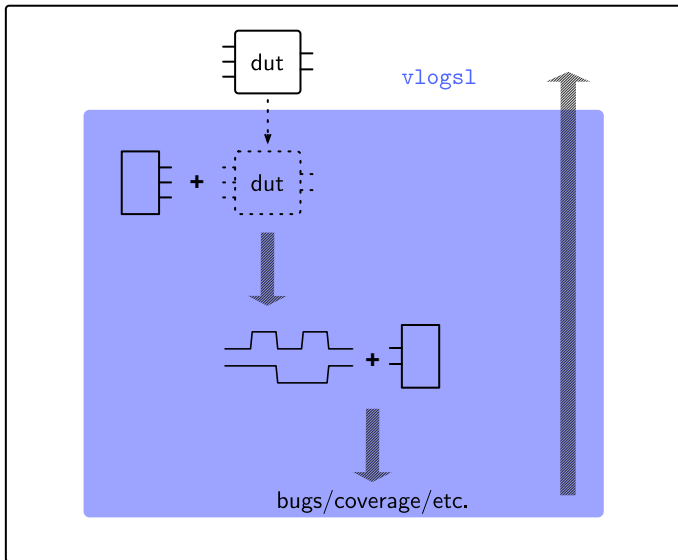 dut
vlogsl
dut
+
+
bugs/coverage/etc.